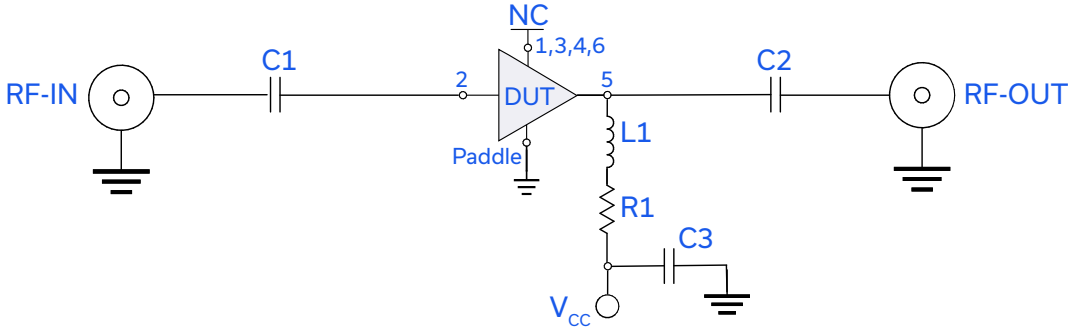 NC
1,3,4,6
C1
C2
RF-IN
2
DUT
5
RF-OUT
L1
Paddle
R1
C3
VCC